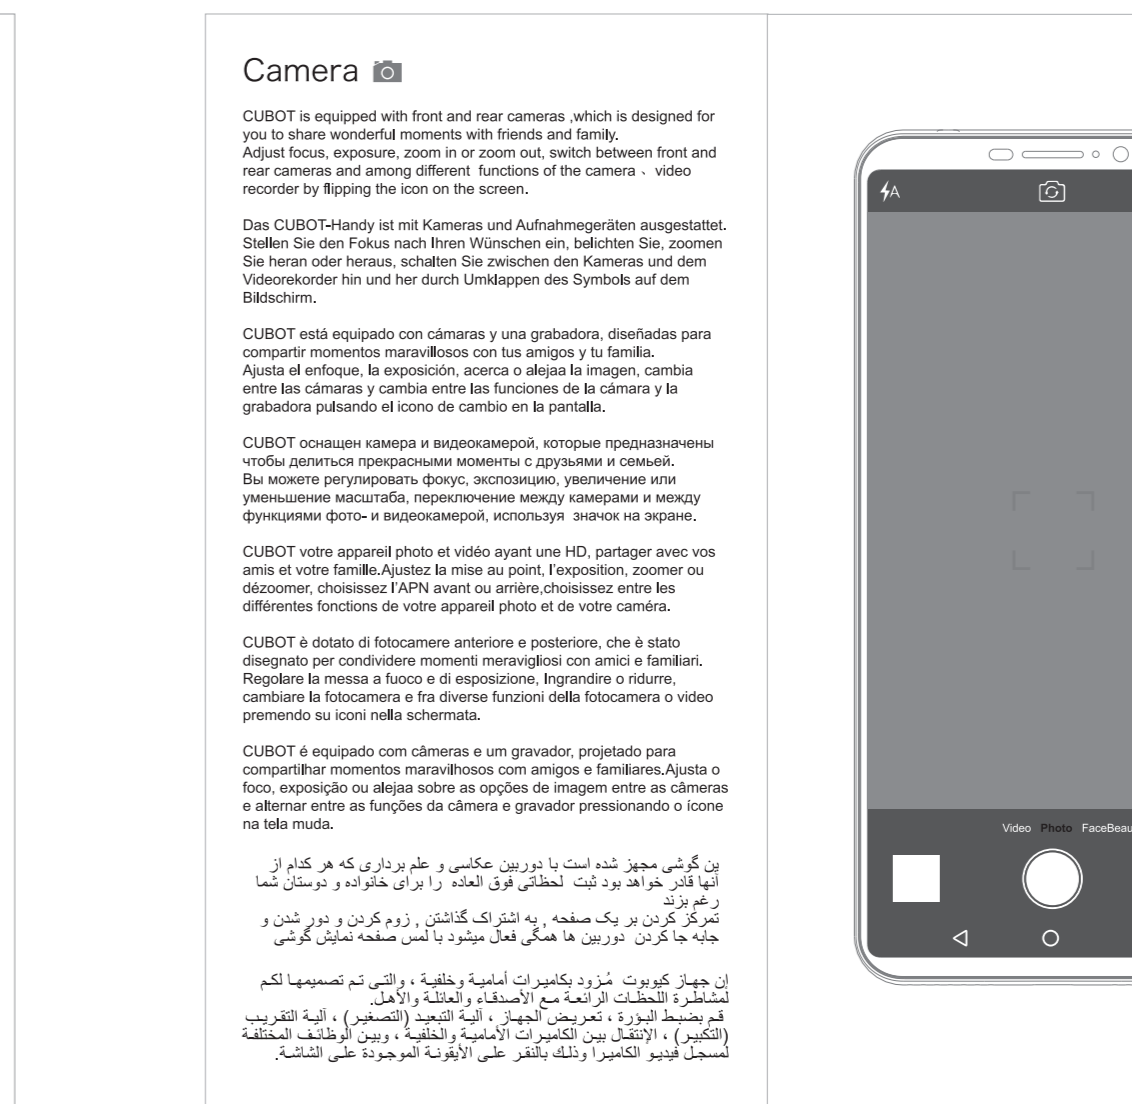 Camera
CUBOT is equipped with front and rear cameras ,which is designed for
you to share wonderful moments with friends and family.
Adjust focus, exposure, zoom in or zoom out, switch between front and
rear cameras and among different functions of the camera 、 video
recorder by flipping the icon on the screen.
Das CUBOT-Handy ist mit Kameras und Aufnahmegeräten ausgestattet.
Stellen Sie den Fokus nach Ihren Wünschen ein, belichten Sie, zoomen
Sie heran oder heraus, schalten Sie zwischen den Kameras und dem
Videorekorder hin und her durch Umklappen des Symbols auf dem
Bildschirm.
CUBOT está equipado con cámaras y una grabadora, diseñadas para
compartir momentos maravillosos con tus amigos y tu familia.
Ajusta el enfoque, la exposición, acerca o alejaa la imagen, cambia
entre las cámaras y cambia entre las funciones de la cámara y la
grabadora pulsando el icono de cambio en la pantalla.
CUBOT оснащен камера и видеокамерой, которые предназначены
чтобы делиться прекрасными моменты с друзьями и семьей.
Вы можете регулировать фокус, экспозицию, увеличение или
уменьшение масштаба, переключение между камерами и между
функциями фото- и видеокамерой, используя значок на экране.
CUBOT votre appareil photo et vidéo ayant une HD, partager avec vos
amis et votre famille.Ajustez la mise au point, l'exposition, zoomer ou
dézoomer, choisissez l'APN avant ou arrière,choisissez entre les
différentes fonctions de votre appareil photo et de votre caméra.
CUBOT è dotato di fotocamere anteriore e posteriore, che è stato
disegnato per condividere momenti meravigliosi con amici e familiari.
Regolare la messa a fuoco e di esposizione, Ingrandire o ridurre,
cambiare la fotocamera e fra diverse funzioni della fotocamera o video
premendo su iconi nella schermata.
CUBOT é equipado com câmeras e um gravador, projetado para
compartilhar momentos maravilhosos com amigos e familiares.Ajusta o
foco, exposição ou alejaa sobre as opções de imagem entre as câmeras
e alternar entre as funções da câmera e gravador pressionando o ícone
na tela muda.
ین گوشی مجهز شده است با دوربین عکاسی و علم برداری که هر کدام از
آنها قادر خواهد بود ثبت لحظاتی فوق العاده را برای خانواده و دوستان شما
رغم بزند
تمرکز کردن بر یک صفحه , به اشتراک گذاشتن , زوم کردن و دور شدن و
جابه جا کردن دوربین ها همگی فعال میشود با لمس صفحه نمایش گوشی
إن جهاز كيوبوت مُزود بكاميرات أمامية وخلفية ، والتى تم تصميمها لكم
لمشاطرة اللحظات الرائعة مع الأصدقاء والعائلة والأهل.
قم بضبط البؤرة ، تعريض الجهاز ، آلية التبعيد (التصغير) ، آلية التقريب
(التكبير) ، الإنتقال بين الكاميرات الأمامية والخلفية ، وبين الوظائف المختلفة
لمسجل فيديو الكاميرا وذلك بالنقر على الأيقونة الموجودة على الشاشة.
A
Video Photo FaceBeau